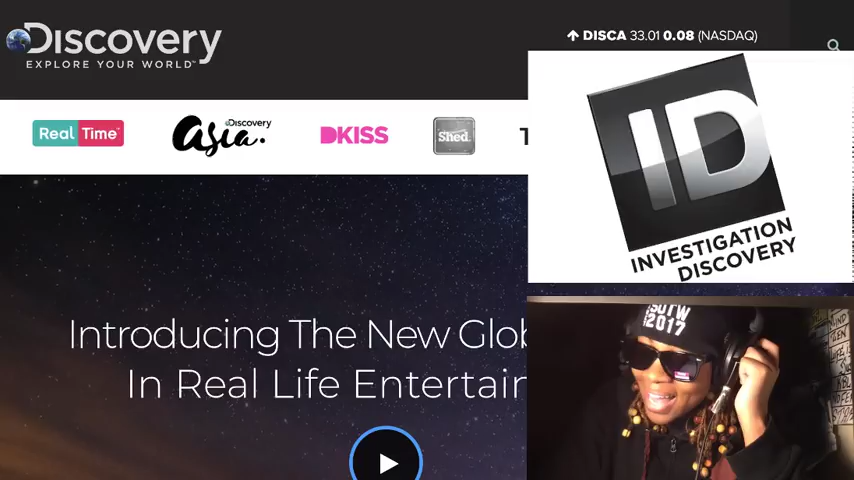 Discovery
EXPLORE YOUR WORLD™
DISCA 33.01 0.08 (NASDAQ)
Real Time
Discovery
asia.
DKISS
Shed.
ID
INVESTIGATION
DISCOVERY
Introducing The New Glob
In Real Life Entertain
SOTW
2017